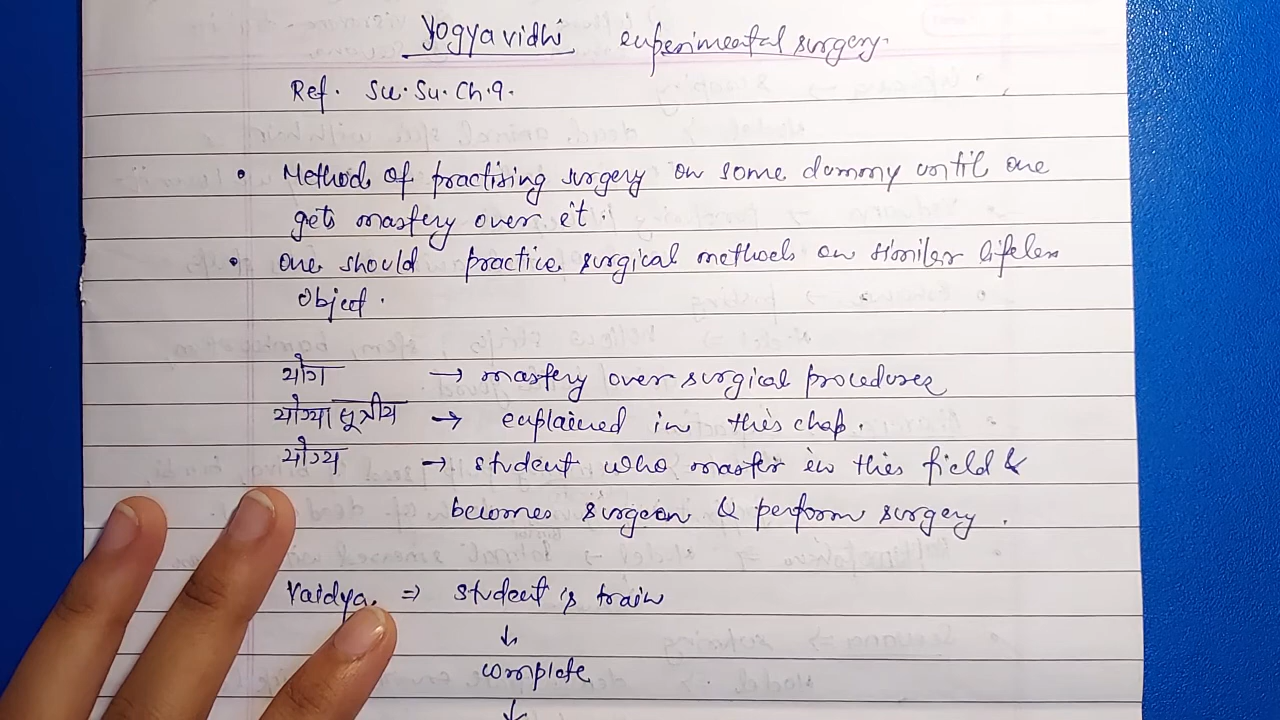 Yogyavidhi experimental surgery.
Ref. Su. Su. Ch. 9.
• Method of practising surgery on some dummy until one
gets mastery over it.
• One should practice surgical methods on similer lifeless
object.
योग → mastery over surgical procedures
योग्यासूत्रीय → explained in this chap.
योग्य → student who master in this field &
becomes surgeon & perform surgery.
Vaidya. ⇒ student is train
↓
complete
↓